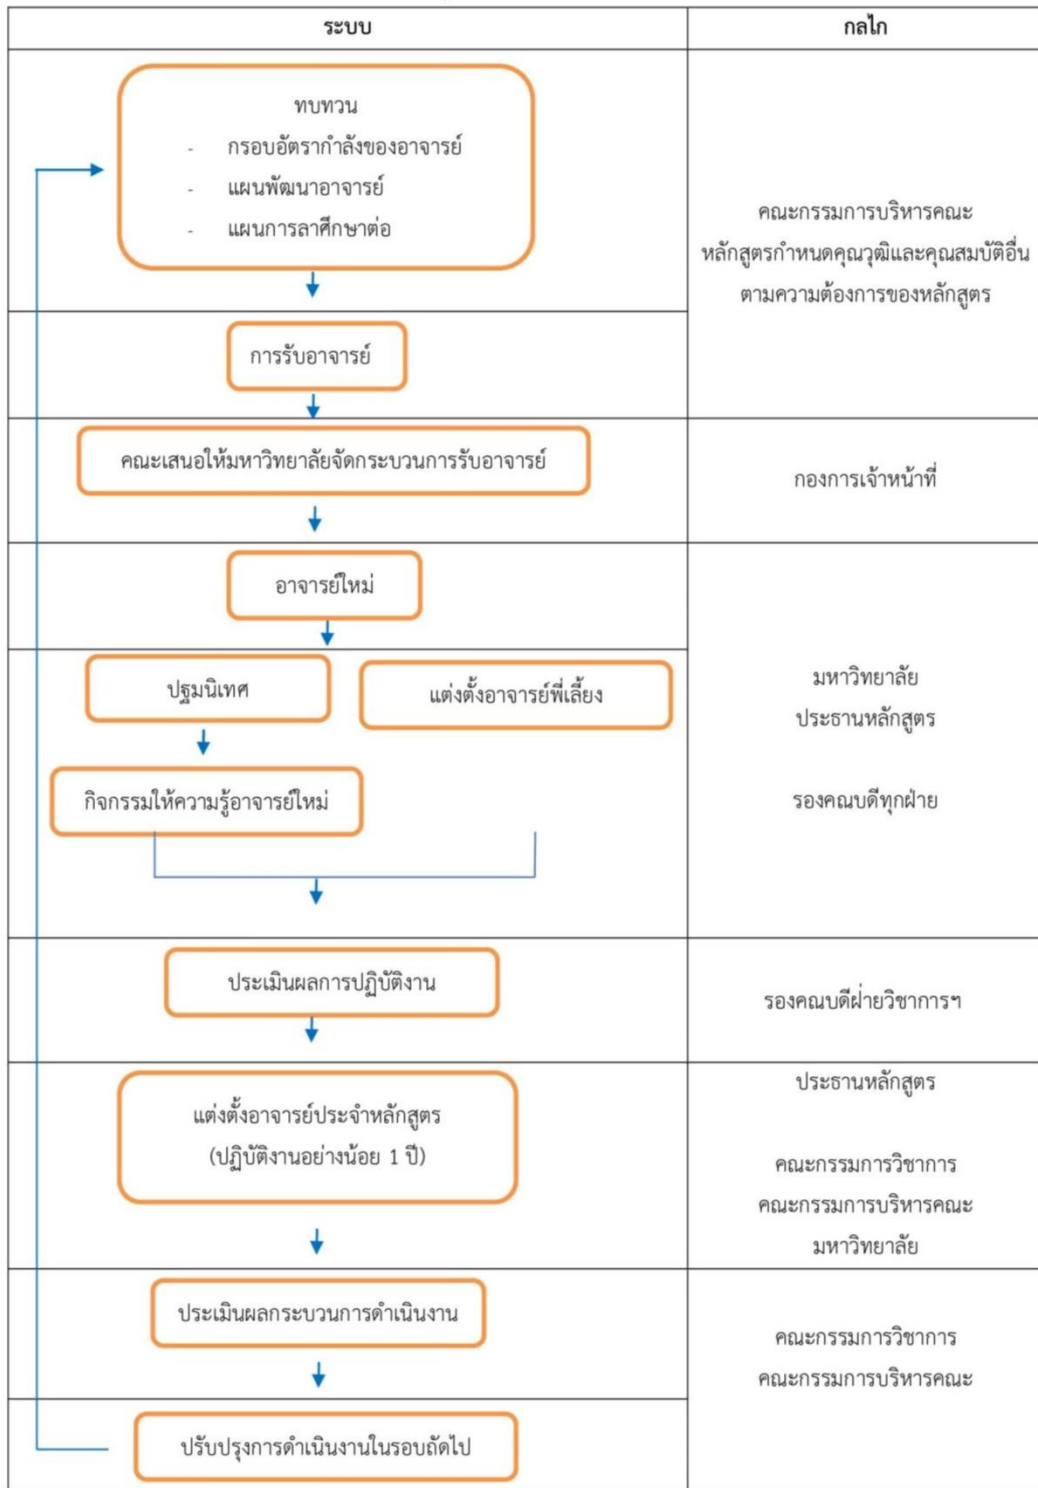 ระบบ
กลไก
ทบทวน
- กรอบอัตรากำลังของอาจารย์
- แผนพัฒนาอาจารย์
- แผนการลาศึกษาต่อ
คณะกรรมการบริหารคณะ
หลักสูตรกำหนดคุณวุฒิและคุณสมบัติอื่น
ตามความต้องการของหลักสูตร
การรับอาจารย์
คณะเสนอให้มหาวิทยาลัยจัดกระบวนการรับอาจารย์
กองการเจ้าหน้าที่
อาจารย์ใหม่
ปฐมนิเทศ
แต่งตั้งอาจารย์พี่เลี้ยง
กิจกรรมให้ความรู้อาจารย์ใหม่
มหาวิทยาลัย
ประธานหลักสูตร
รองคณบดีทุกฝ่าย
ประเมินผลการปฏิบัติงาน
รองคณบดีฝ่ายวิชาการฯ
แต่งตั้งอาจารย์ประจำหลักสูตร
(ปฏิบัติงานอย่างน้อย 1 ปี)
ประธานหลักสูตร
คณะกรรมการวิชาการ
คณะกรรมการบริหารคณะ
มหาวิทยาลัย
ประเมินผลกระบวนการดำเนินงาน
คณะกรรมการวิชาการ
คณะกรรมการบริหารคณะ
ปรับปรุงการดำเนินงานในรอบถัดไป